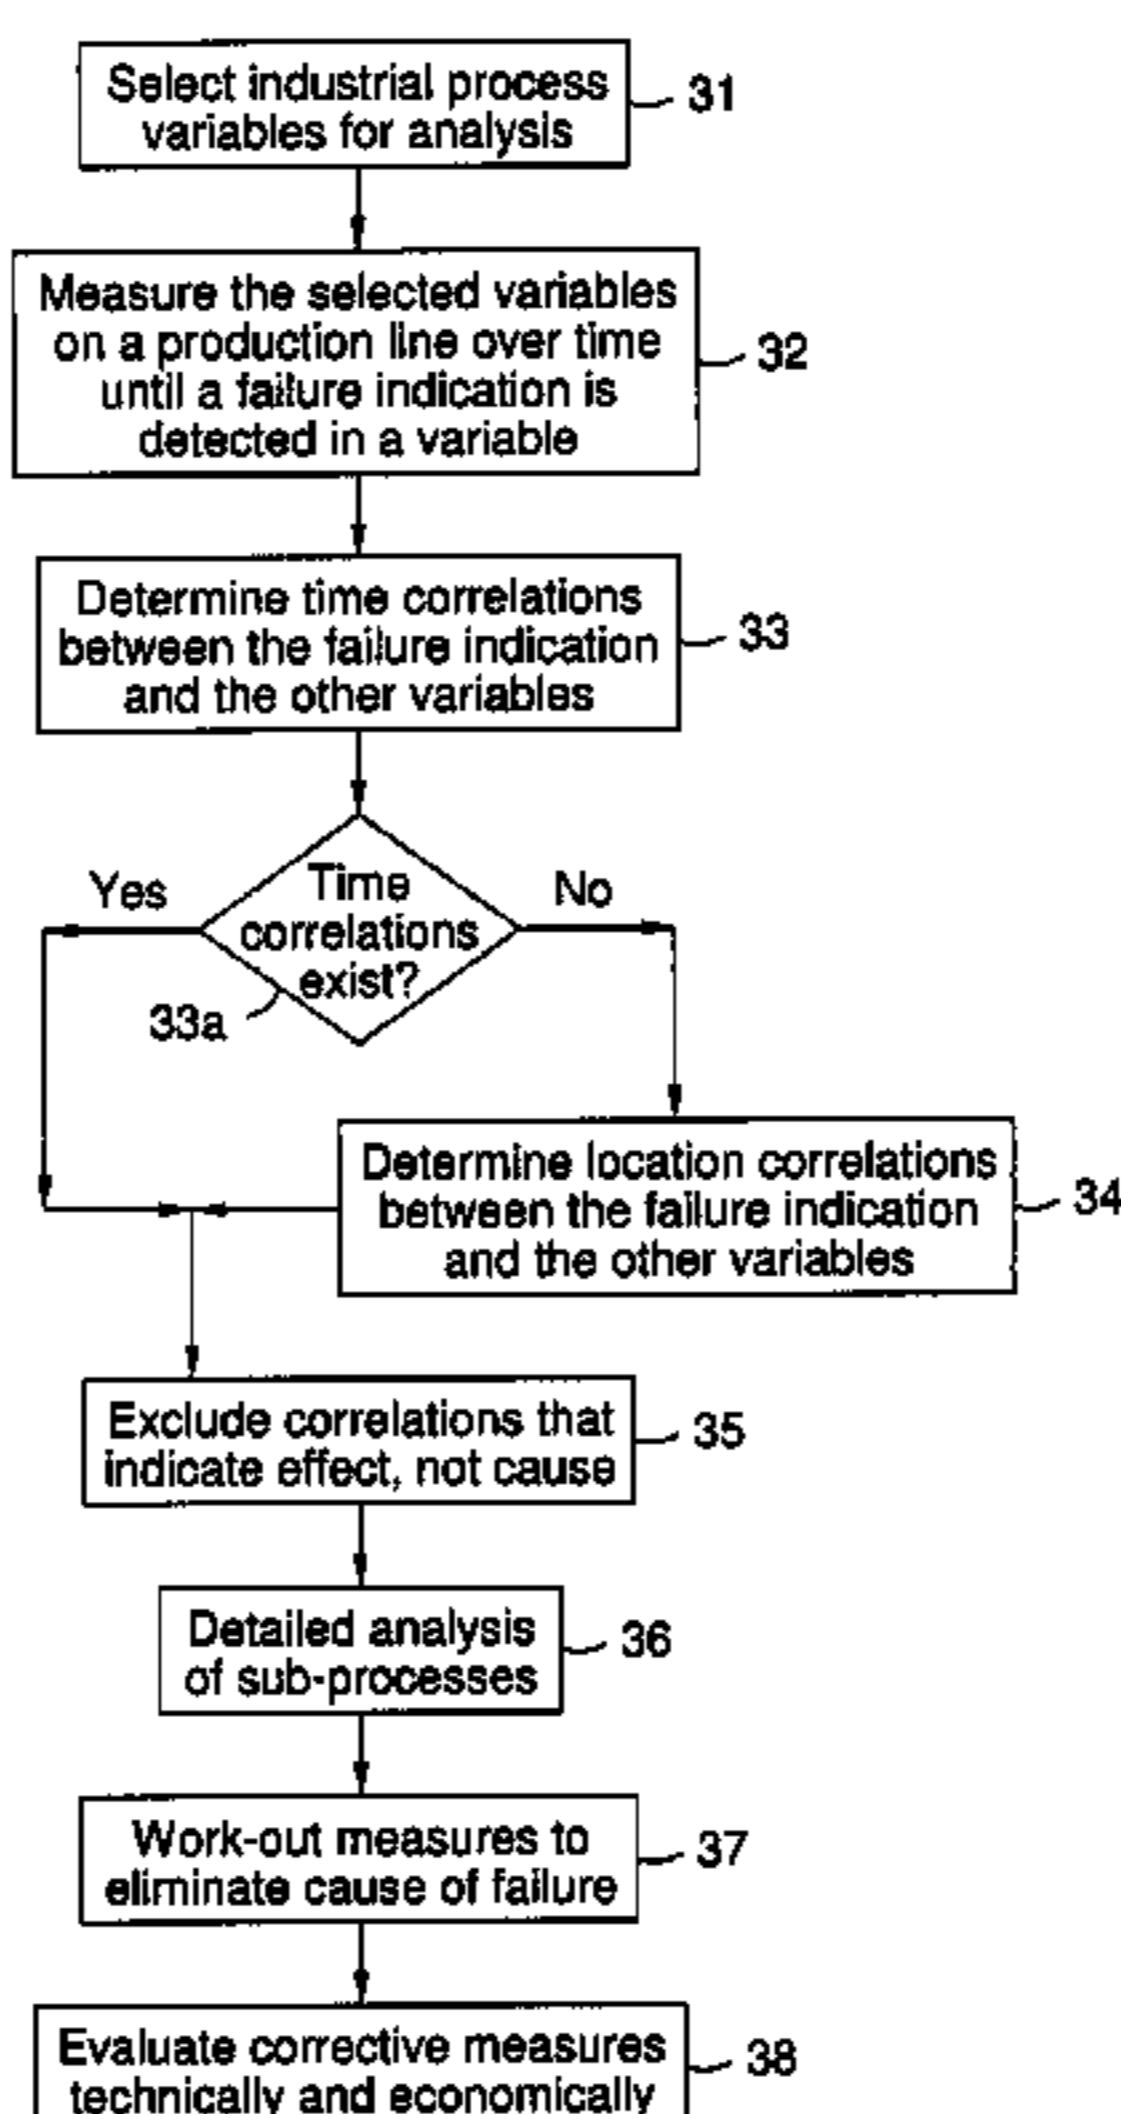 Select industrial process
variables for analysis
31
Measure the selected variables
on a production line over time
until a failure indication is
detected in a variable
32
Determine time correlations
between the failure indication
and the other variables
33
Yes
Time
correlations
exist?
No
33a
Determine location correlations
between the failure indication
and the other variables
34
Exclude correlations that
indicate effect, not cause
35
Detailed analysis
of sub-processes
36
Work-out measures to
eliminate cause of failure
37
Evaluate corrective measures
technically and economically
38